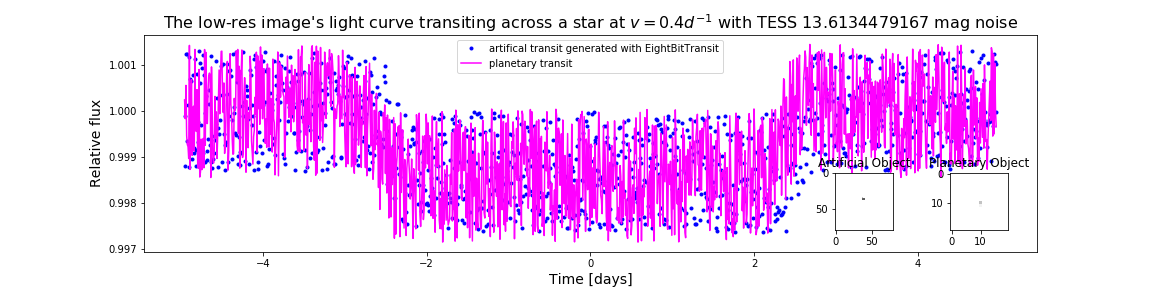 The low-res image's light curve transiting across a star at v = 0.4d⁻¹ with TESS 13.6134479167 mag noise
artifical transit generated with EightBitTransit
planetary transit
Relative flux
1.001
1.000
0.999
0.998
0.997
Artificial Object
0
50
0 50
Planetary Object
0
10
0 10
−4 −2 0 2 4
Time [days]